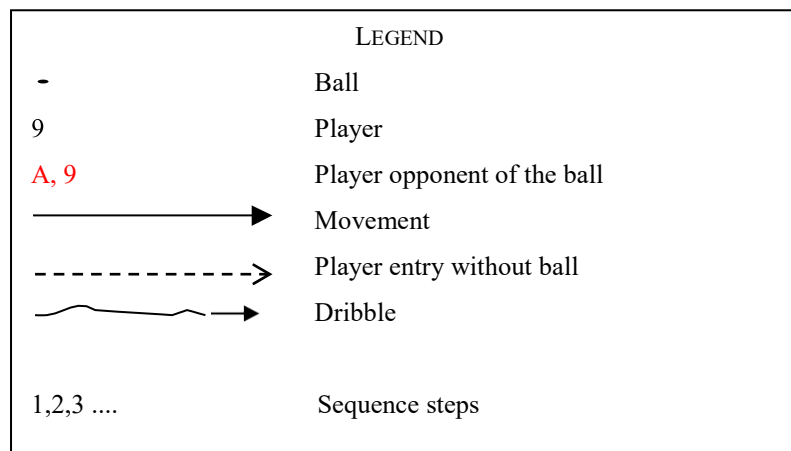 LEGEND
Ball
9 Player
A, 9 Player opponent of the ball
Movement
Player entry without ball
Dribble
1,2,3 .... Sequence steps